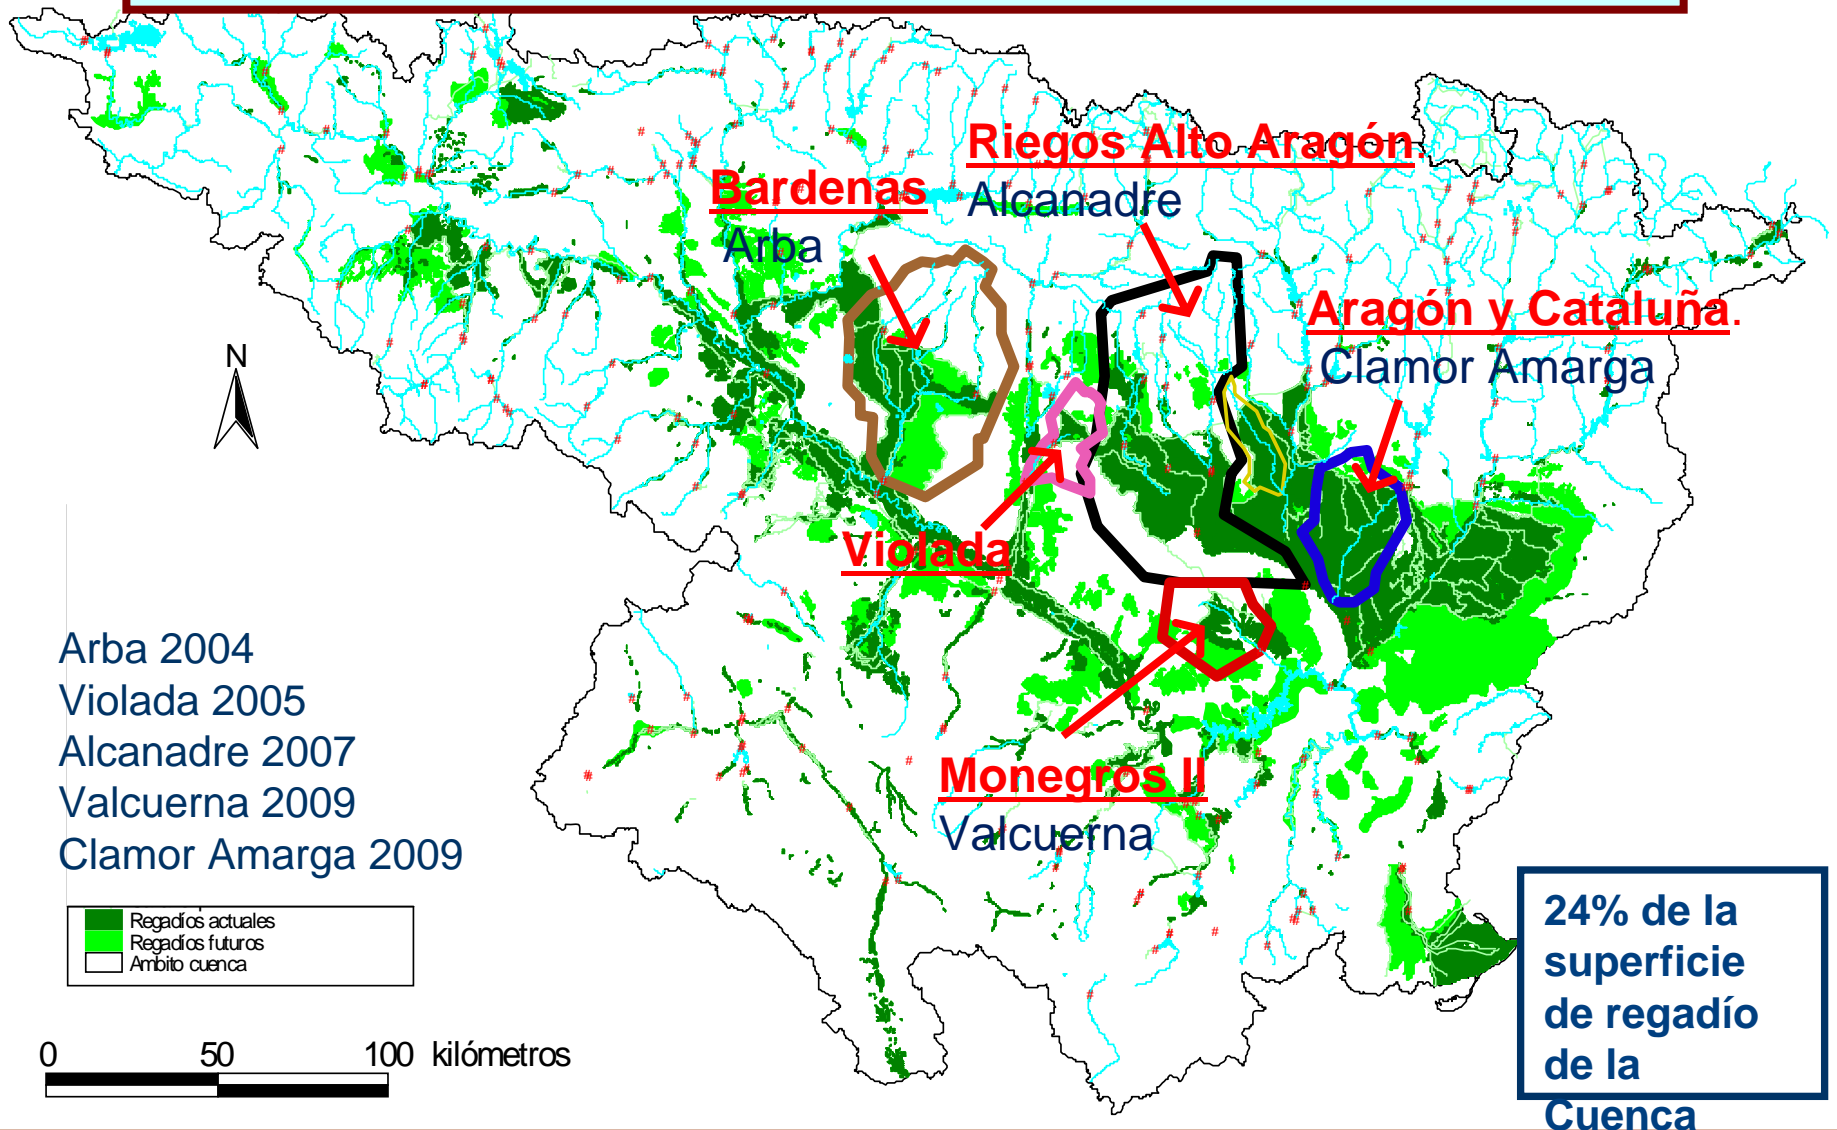 Riegos Alto Aragón.
Alcanadre
Bardenas
Arba
Aragón y Cataluña.
Clamor Amarga
N
Violada
Arba 2004
Violada 2005
Alcanadre 2007
Valcuerna 2009
Clamor Amarga 2009
Monegros II
Valcuerna
Regadíos actuales
Regadíos futuros
Ambito cuenca
0 50 100 kilómetros
24% de la
superficie
de regadío
de la
Cuenca